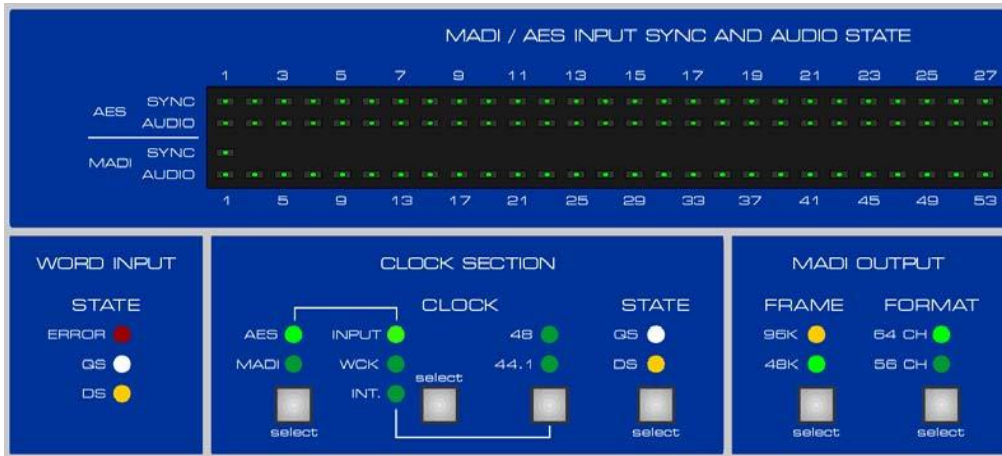 MADI / AES INPUT SYNC AND AUDIO STATE
1 3 5 7 9 11 13 15 17 19 21 23 25 27
AES SYNC
AUDIO
MADI SYNC
AUDIO
1 5 9 13 17 21 25 29 33 37 41 45 49 53
WORD INPUT
STATE
ERROR
QS
DS
CLOCK SECTION
CLOCK
STATE
AES INPUT 48 QS
MADI WCK 44.1 DS
INT.
select
select select select
MADI OUTPUT
FRAME FORMAT
96K 64 CH
48K 56 CH
select select